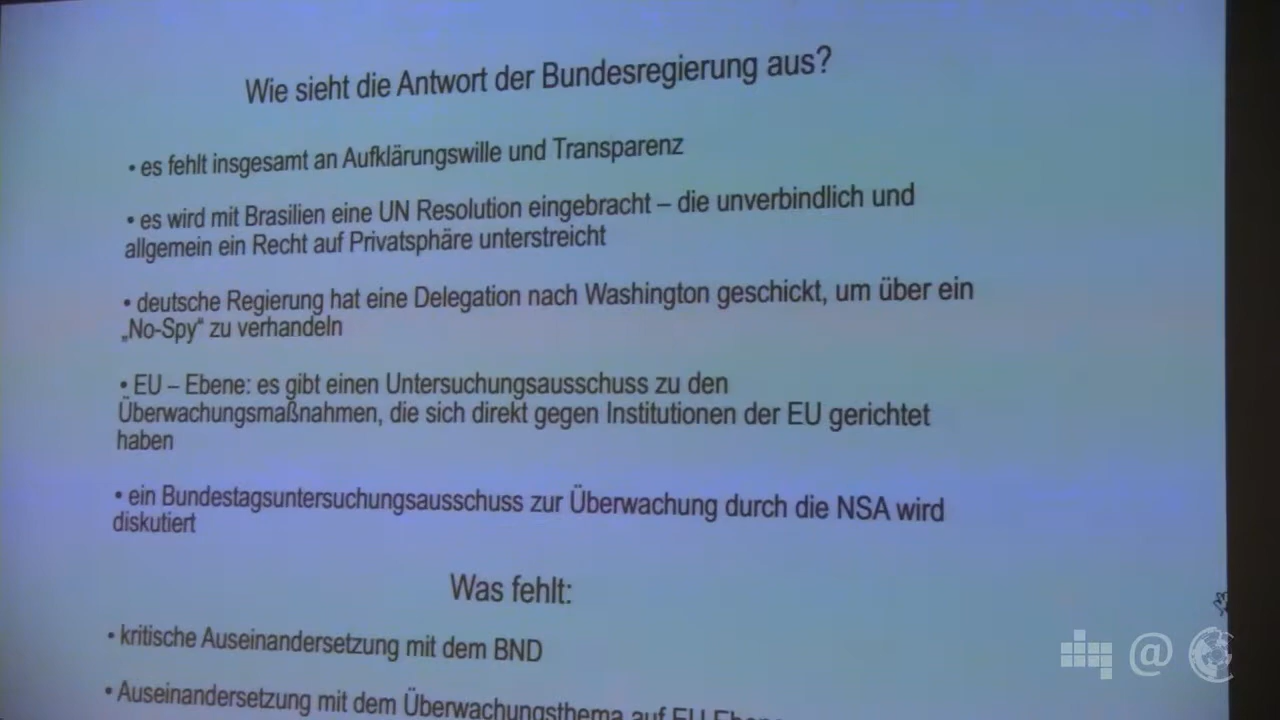 Wie sieht die Antwort der Bundesregierung aus?
• es fehlt insgesamt an Aufklärungswille und Transparenz
• es wird mit Brasilien eine UN Resolution eingebracht – die unverbindlich und
allgemein ein Recht auf Privatsphäre unterstreicht
• deutsche Regierung hat eine Delegation nach Washington geschickt, um über ein
„No-Spy“ zu verhandeln
• EU – Ebene: es gibt einen Untersuchungsausschuss zu den
Überwachungsmaßnahmen, die sich direkt gegen Institutionen der EU gerichtet
haben
• ein Bundestagsuntersuchungsausschuss zur Überwachung durch die NSA wird
diskutiert
Was fehlt:
• kritische Auseinandersetzung mit dem BND
• Auseinandersetzung mit dem Überwachungsthema auf EU Ebene
@